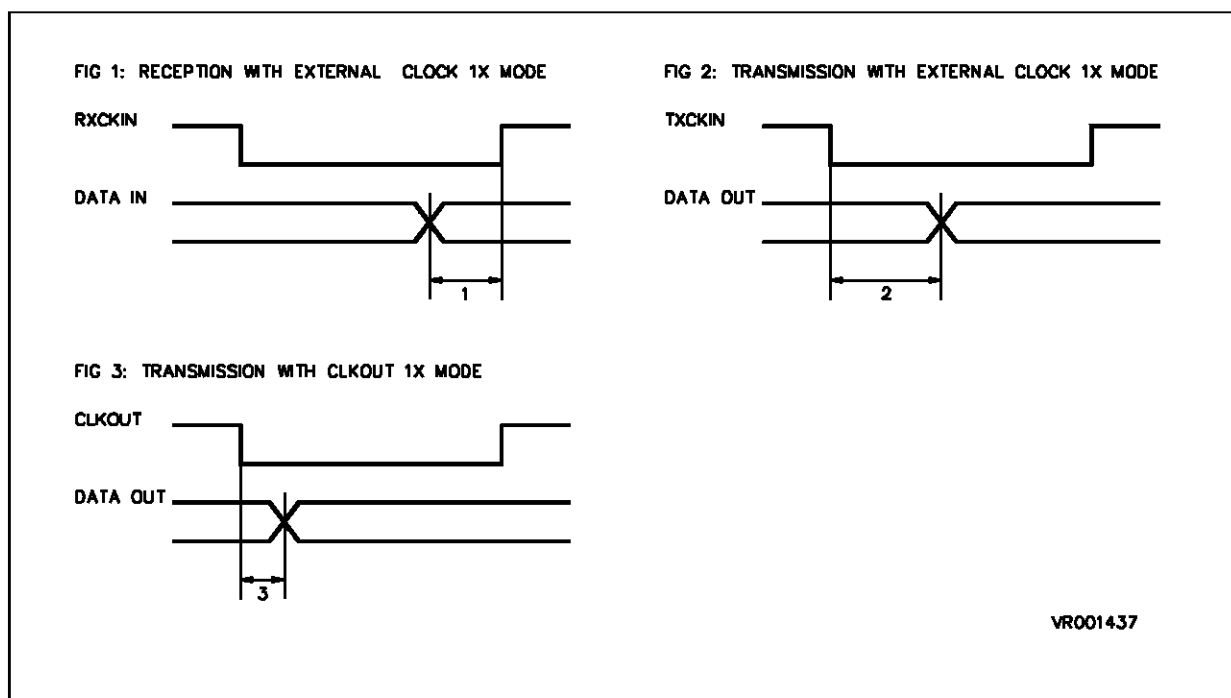 FIG 1: RECEPTION WITH EXTERNAL CLOCK 1X MODE
RXCKIN
DATA IN
1
FIG 2: TRANSMISSION WITH EXTERNAL CLOCK 1X MODE
TXCKIN
DATA OUT
2
FIG 3: TRANSMISSION WITH CLKOUT 1X MODE
CLKOUT
DATA OUT
3
VR001437